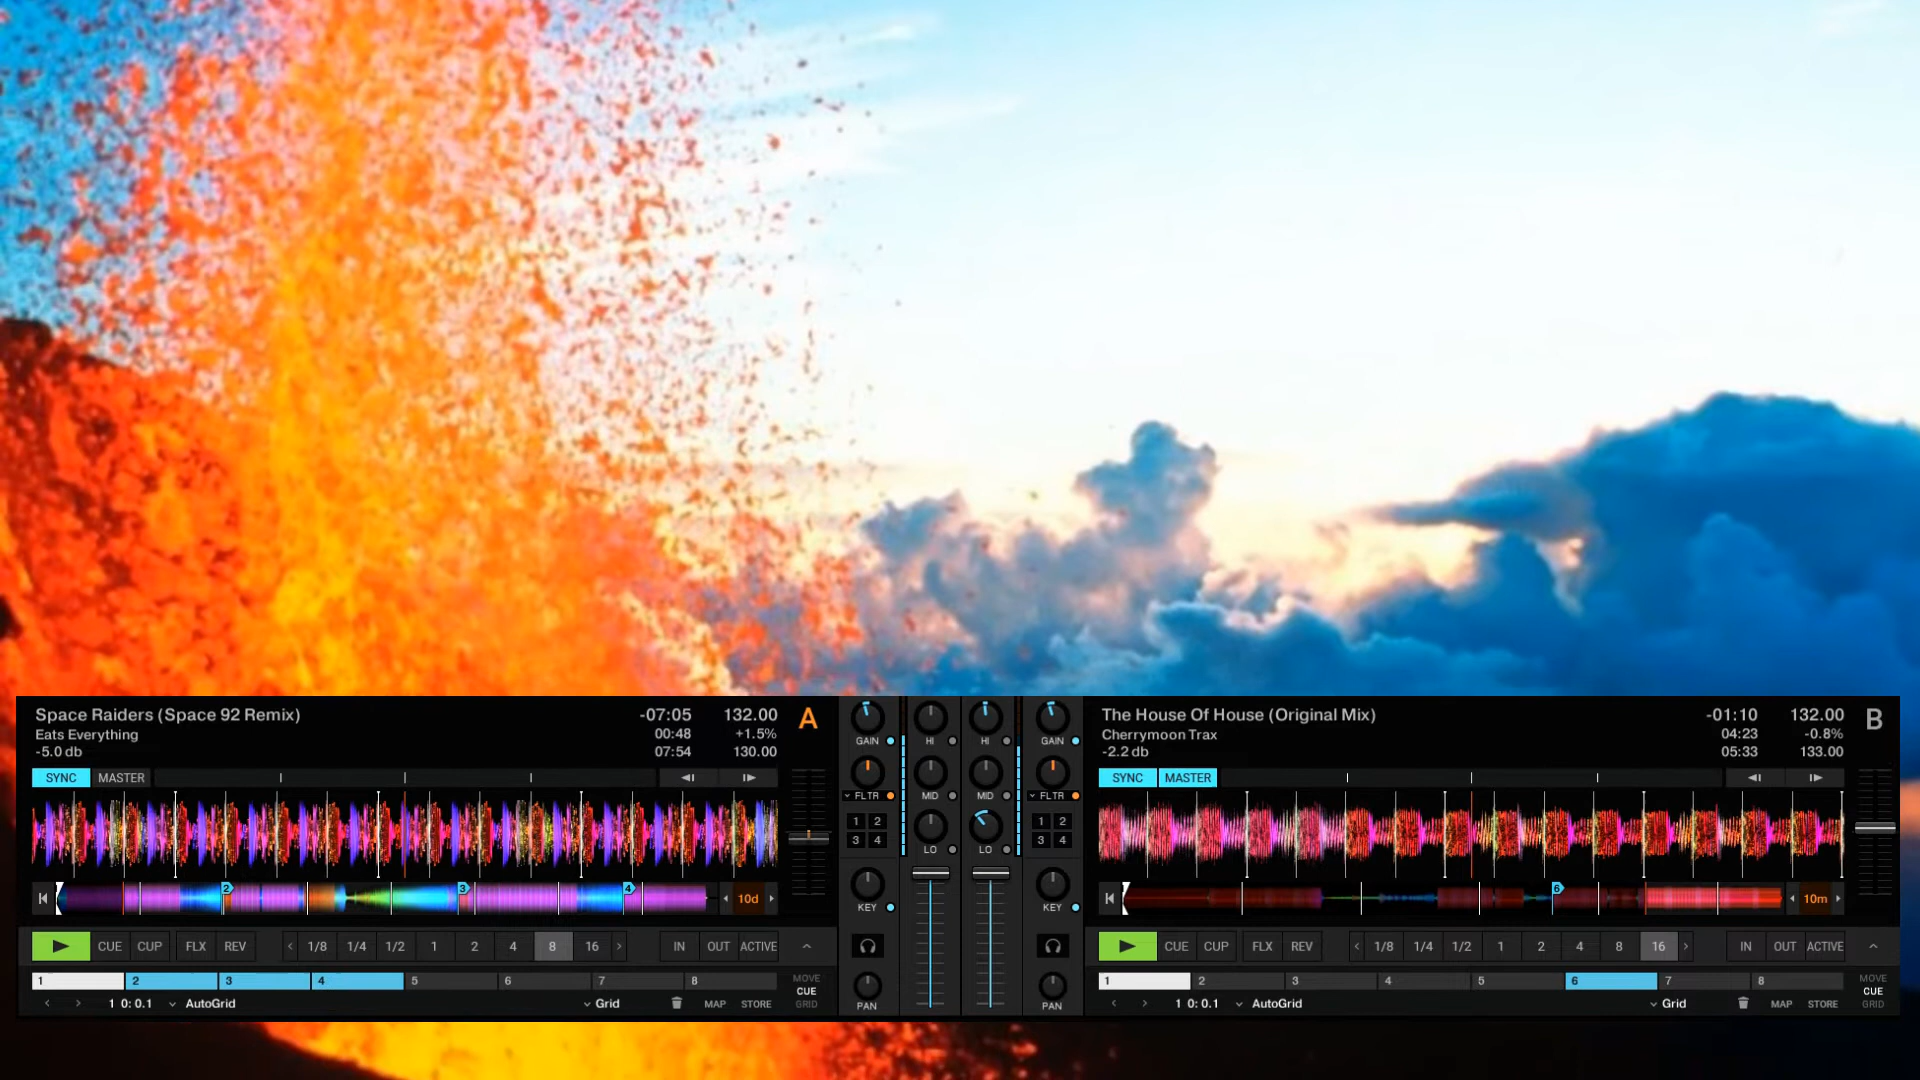 Space Raiders (Space 92 Remix) -07:05 132.00 A
Eats Everything 00:48 +1.5%
-5.0 db 07:54 130.00
SYNC MASTER
2 3 4 10d
CUE CUP FLX REV 1/8 1/4 1/2 1 2 4 8 16 IN OUT ACTIVE
1 2 3 4 5 6 7 8 MOVE
CUE
GRID
1 0: 0.1 AutoGrid Grid MAP STORE
GAIN HI HI GAIN
FLTR MID MID FLTR
1 2 1 2
3 4 3 4
LO LO
KEY KEY
PAN PAN
The House Of House (Original Mix) -01:10 132.00 B
Cherrymoon Trax 04:23 -0.8%
-2.2 db 05:33 133.00
SYNC MASTER
6 10m
CUE CUP FLX REV 1/8 1/4 1/2 1 2 4 8 16 IN OUT ACTIVE
1 2 3 4 5 6 7 8 MOVE
CUE
GRID
1 0: 0.1 AutoGrid Grid MAP STORE